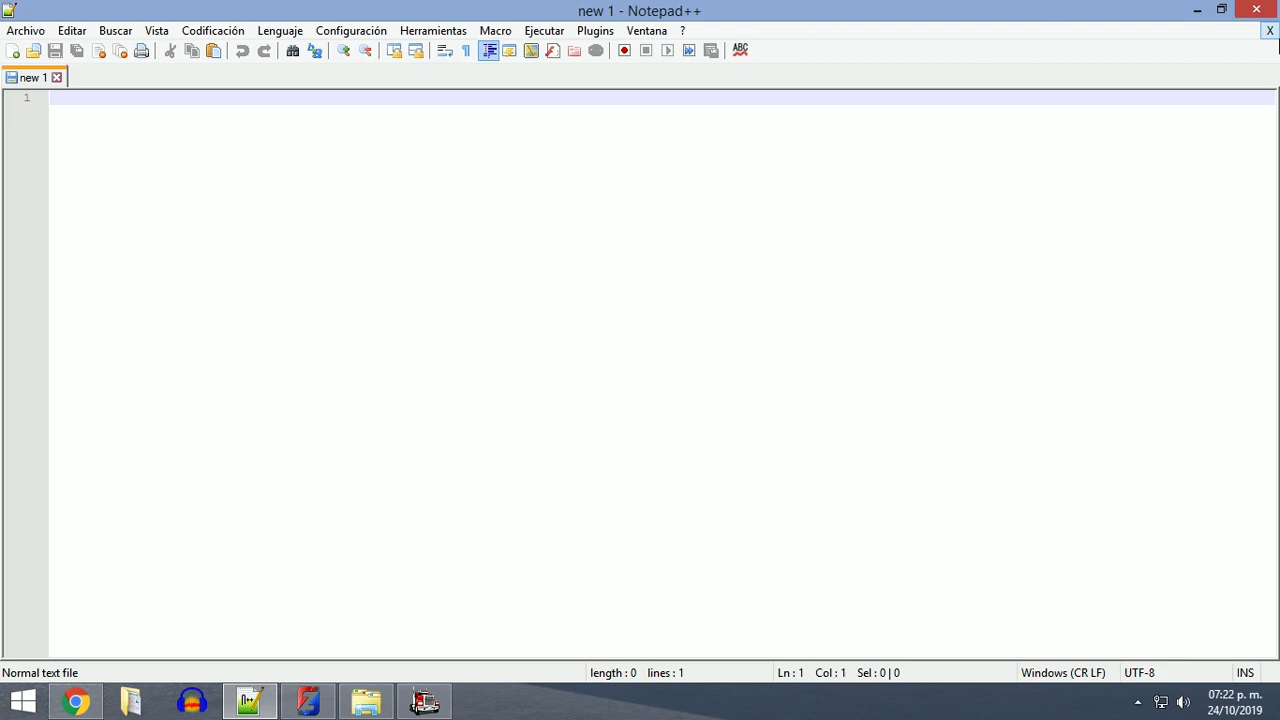 new 1 - Notepad++
Archivo Editar Buscar Vista Codificación Lenguaje Configuración Herramientas Macro Ejecutar Plugins Ventana ? X
ABC
new 1
1
Normal text file length : 0 lines : 1 Ln : 1 Col : 1 Sel : 0 | 0 Windows (CR LF) UTF-8 INS
07:22 p. m.
24/10/2019